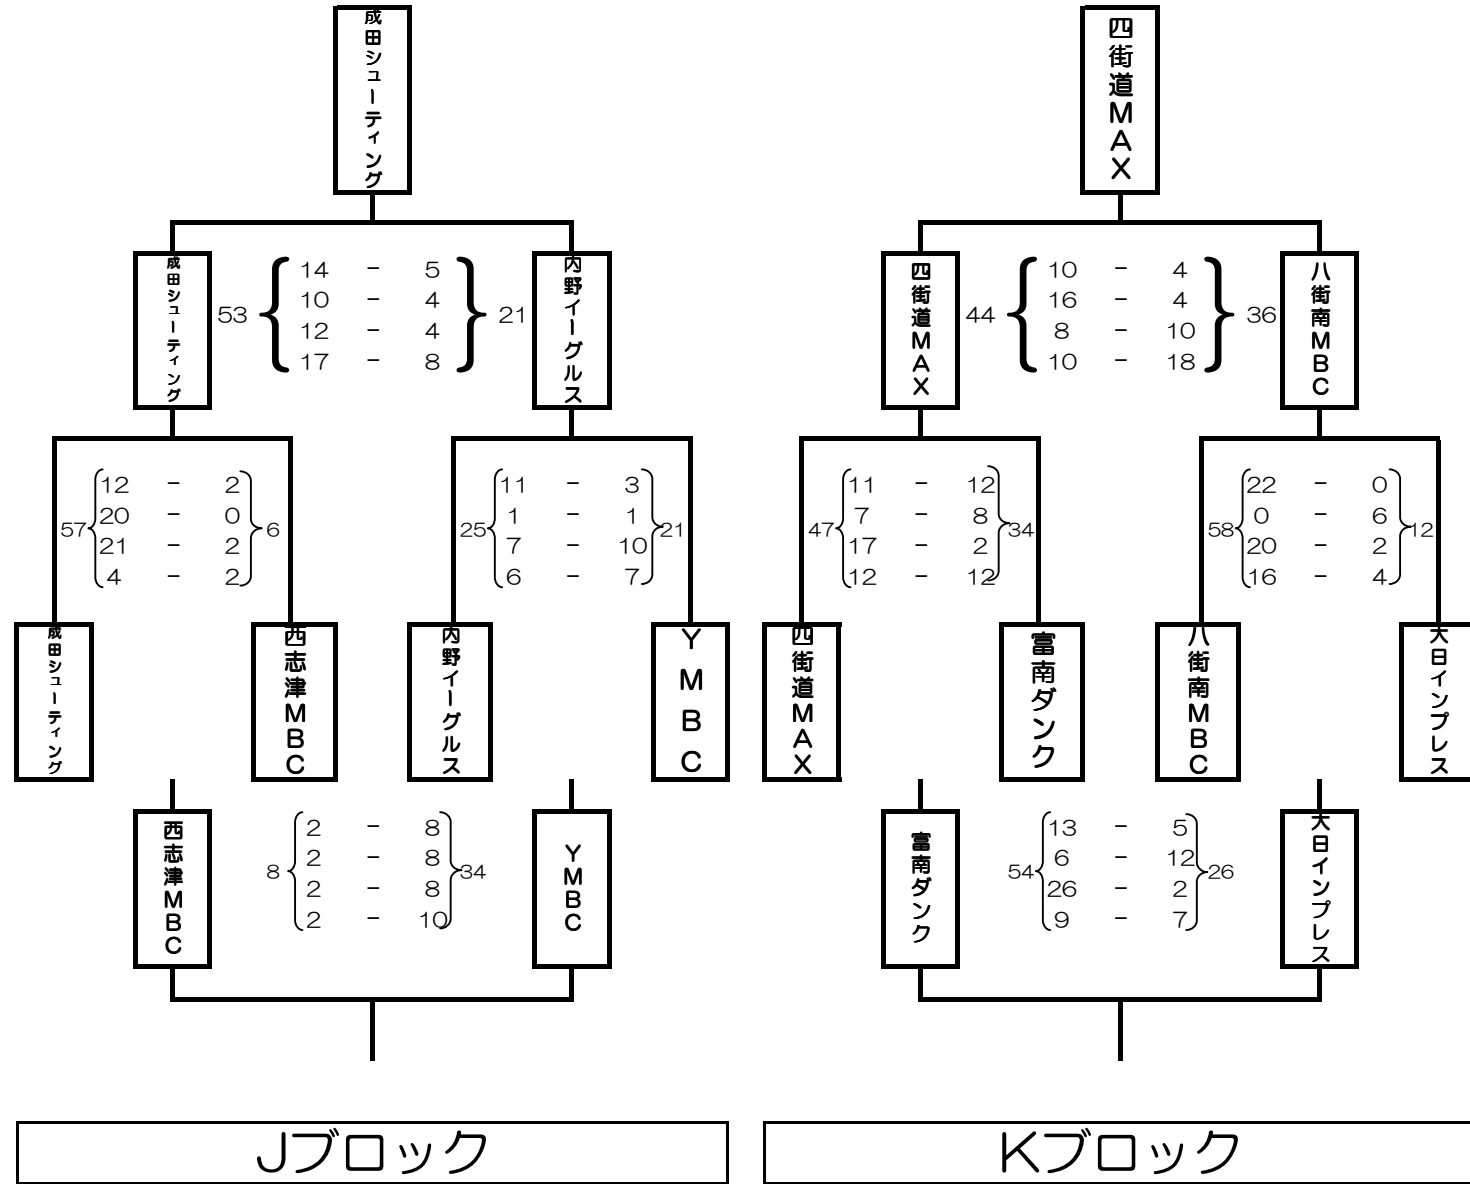 成田シューティング
四街道MAX
成田シューティング
53
14 - 5
10 - 4
12 - 4
17 - 8
21
内野イーグルス
四街道MAX
44
10 - 4
16 - 4
8 - 10
10 - 18
36
八街南MBC
57
12 - 2
20 - 0
21 - 2
4 - 2
6
25
11 - 3
1 - 1
7 - 10
6 - 7
21
47
11 - 12
7 - 8
17 - 2
12 - 12
34
58
22 - 0
0 - 6
20 - 2
16 - 4
12
成田シューティング
西志津MBC
内野イーグルス
YMBC
四街道MAX
富南ダンク
八街南MBC
大日インプレス
西志津MBC
8
2 - 8
2 - 8
2 - 8
2 - 10
34
YMBC
富南ダンク
54
13 - 5
6 - 12
26 - 2
9 - 7
26
大日インプレス
Jブロック
Kブロック